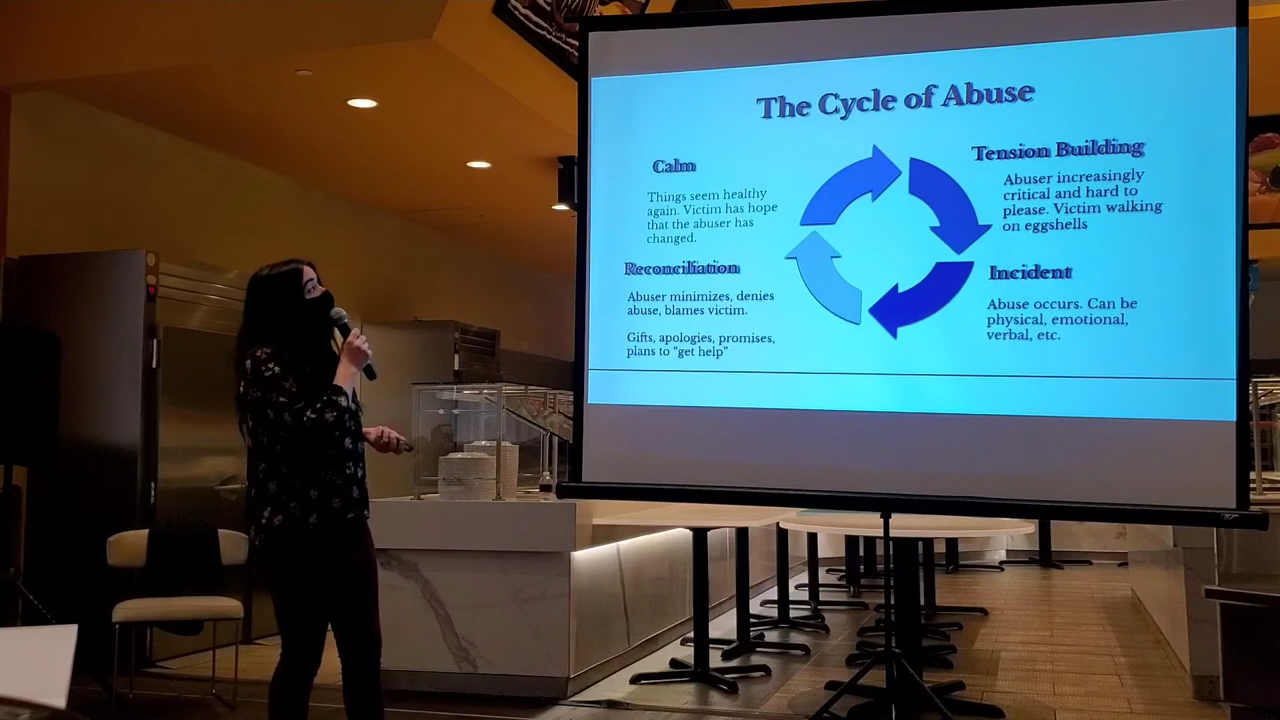 The Cycle of Abuse
Calm
Things seem healthy
again. Victim has hope
that the abuser has
changed.
Tension Building
Abuser increasingly
critical and hard to
please. Victim walking
on eggshells
Reconciliation
Abuser minimizes, denies
abuse, blames victim.
Gifts, apologies, promises,
plans to “get help”
Incident
Abuse occurs. Can be
physical, emotional,
verbal, etc.